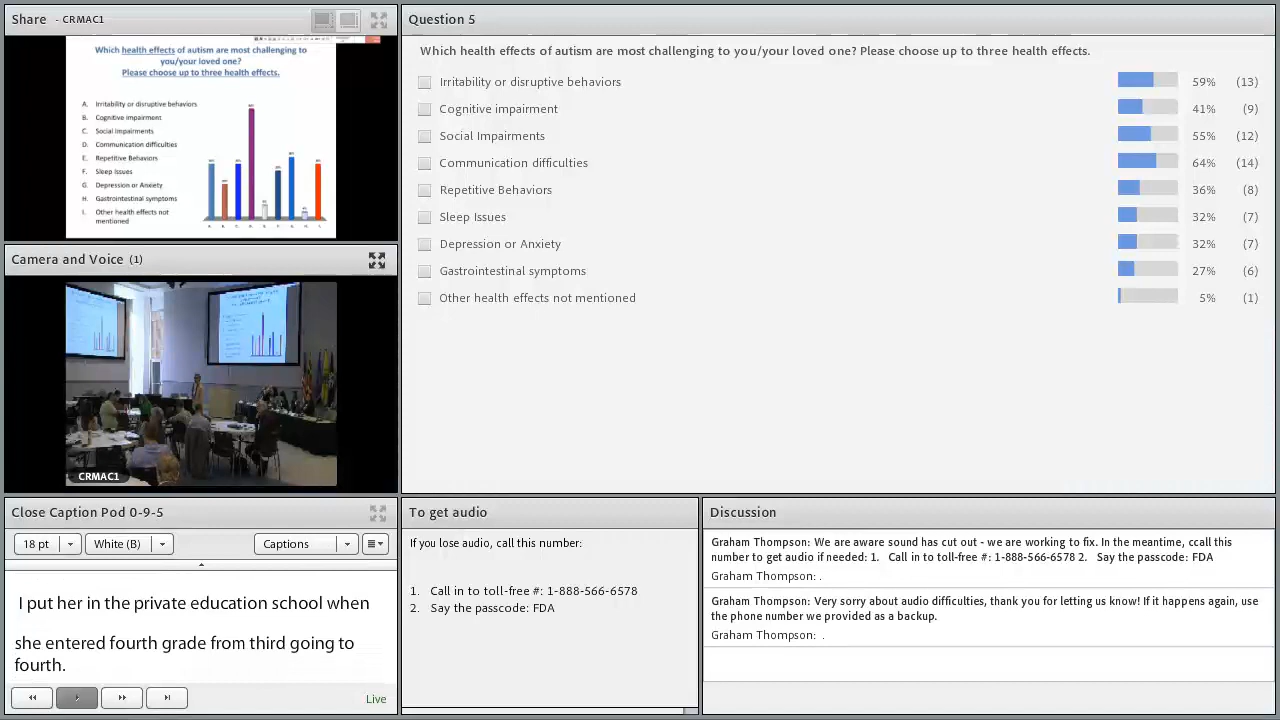 Share - CRMAC1
Which health effects of autism are most challenging to
you/your loved one?
Please choose up to three health effects.
A. Irritability or disruptive behaviors
B. Cognitive impairment
C. Social Impairments
D. Communication difficulties
E. Repetitive Behaviors
F. Sleep Issues
G. Depression or Anxiety
H. Gastrointestinal symptoms
I. Other health effects not
mentioned
Camera and Voice (1)
CRMAC1
Close Caption Pod 0-9-5
18 pt White (B) Captions
I put her in the private education school when
she entered fourth grade from third going to
fourth.
Live
Question 5
Which health effects of autism are most challenging to you/your loved one? Please choose up to three health effects.
Irritability or disruptive behaviors 59% (13)
Cognitive impairment 41% (9)
Social Impairments 55% (12)
Communication difficulties 64% (14)
Repetitive Behaviors 36% (8)
Sleep Issues 32% (7)
Depression or Anxiety 32% (7)
Gastrointestinal symptoms 27% (6)
Other health effects not mentioned 5% (1)
To get audio
If you lose audio, call this number:
1. Call in to toll-free #: 1-888-566-6578
2. Say the passcode: FDA
Discussion
Graham Thompson: We are aware sound has cut out - we are working to fix. In the meantime, ccall this
number to get audio if needed: 1. Call in to toll-free #: 1-888-566-6578 2. Say the passcode: FDA
Graham Thompson: .
Graham Thompson: Very sorry about audio difficulties, thank you for letting us know! If it happens again, use
the phone number we provided as a backup.
Graham Thompson: .